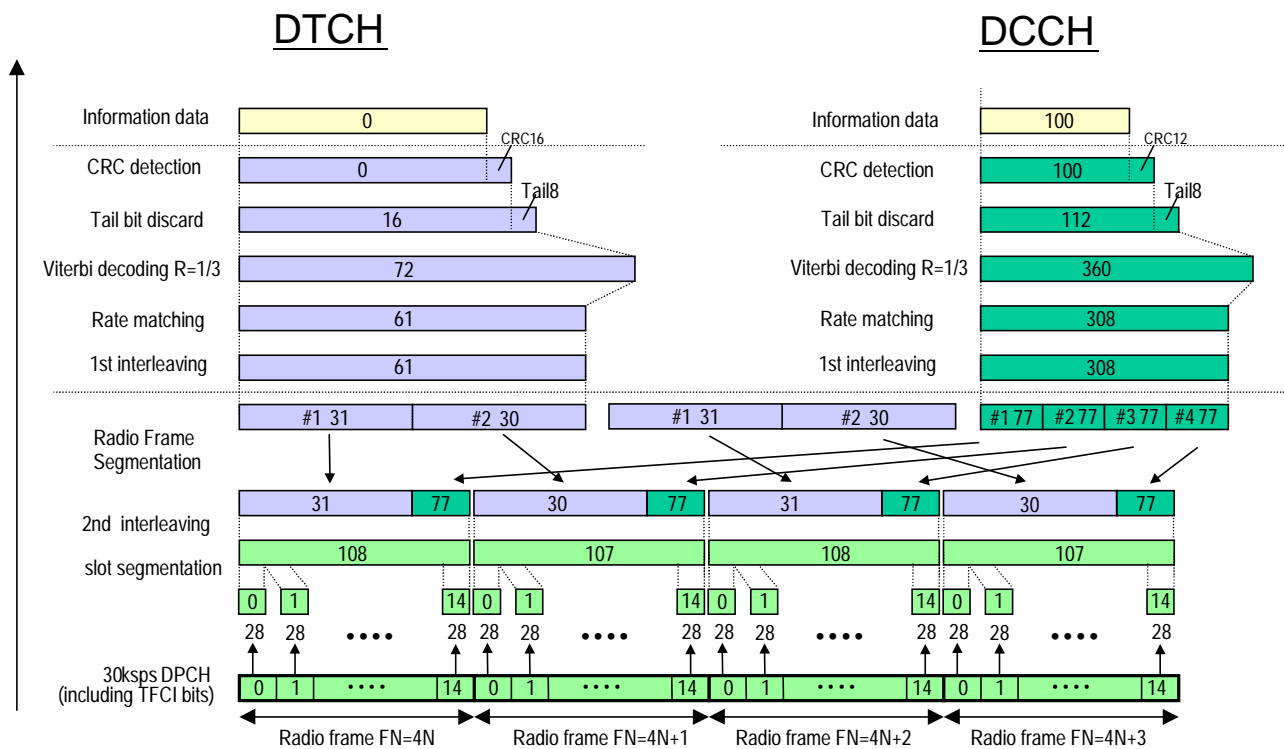 DTCH DCCH
Information data 0 Information data 100
CRC16 CRC12
CRC detection 0 CRC detection 100
Tail8 Tail8
Tail bit discard 16 Tail bit discard 112
Viterbi decoding R=1/3 72 Viterbi decoding R=1/3 360
Rate matching 61 Rate matching 308
1st interleaving 61 1st interleaving 308
#1 31 #2 30 #1 31 #2 30 #1 77 #2 77 #3 77 #4 77
Radio Frame
Segmentation
31 77 30 77 31 77 30 77
2nd interleaving
108 107 108 107
slot segmentation
0 1 14 0 1 14 0 1 14 0 1 14
28 28 •••• 28 28 28 •••• 28 28 28 •••• 28 28 28 •••• 28
30ksps DPCH
(including TFCI bits)
0 1 •••• 14 0 1 •••• 14 0 1 •••• 14 0 1 •••• 14
Radio frame FN=4N Radio frame FN=4N+1 Radio frame FN=4N+2 Radio frame FN=4N+3